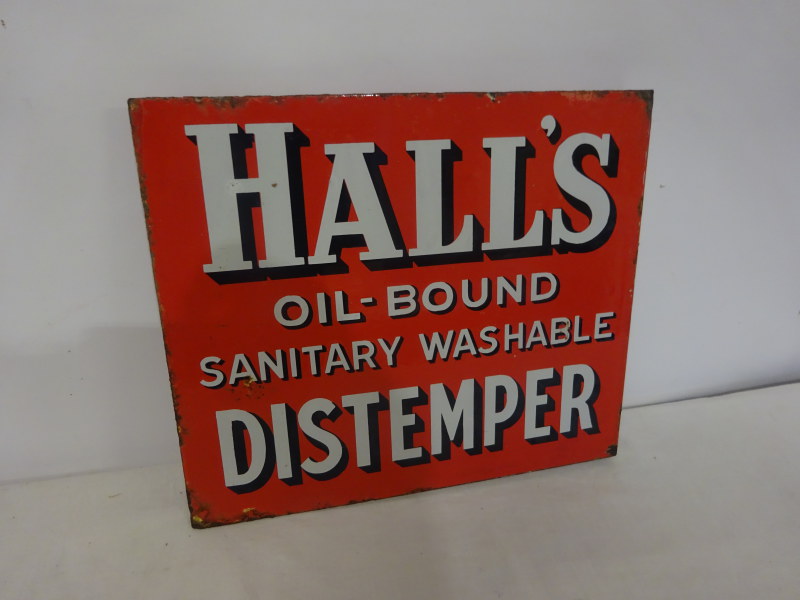 HALL'S
OIL-BOUND
SANITARY WASHABLE
DISTEMPER